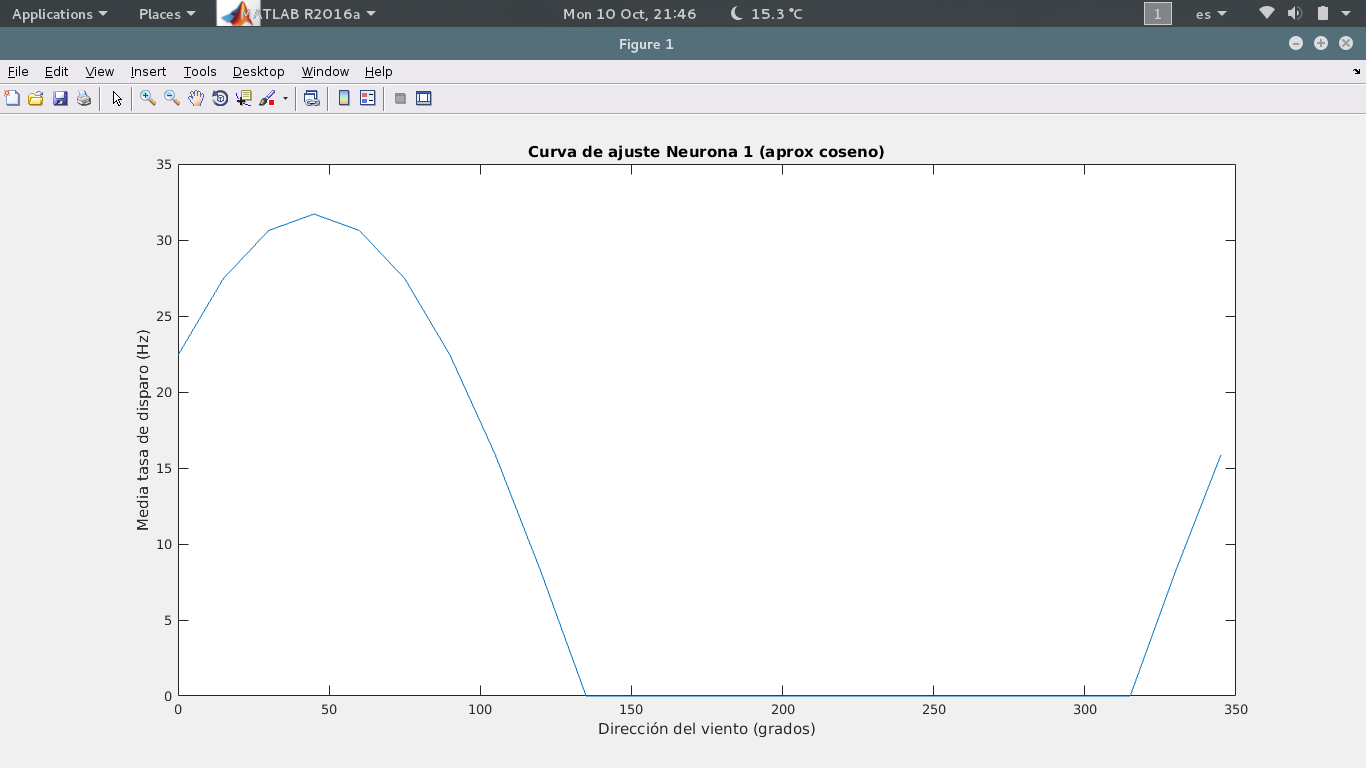 Applications Places MATLAB R2016a Mon 10 Oct, 21:46 15.3 °C 1 es
Figure 1
File Edit View Insert Tools Desktop Window Help
Curva de ajuste Neurona 1 (aprox coseno)
35
30
25
20
15
10
5
0
Media tasa de disparo (Hz)
0 50 100 150 200 250 300 350
Dirección del viento (grados)